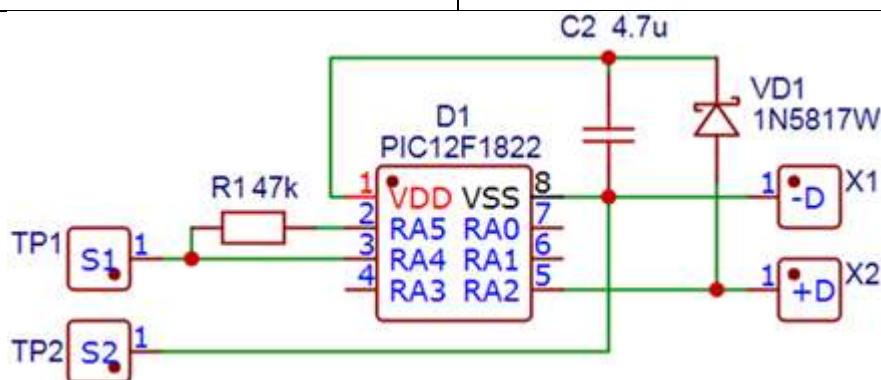 C2 4.7u
VD1
1N5817W
D1
PIC12F1822
R1 47k
1 VDD VSS 8
2 RA5 RA0 7
3 RA4 RA1 6
4 RA3 RA2 5
TP1 S1 1
TP2 S2 1
1 -D X1
1 +D X2